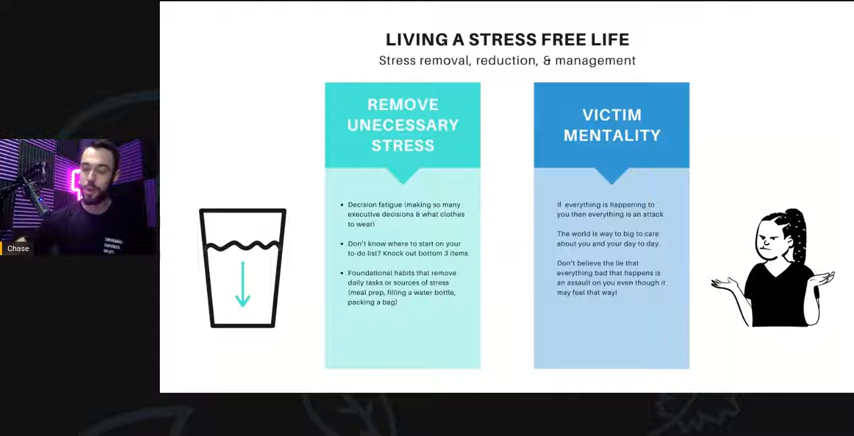 LIVING A STRESS FREE LIFE
Stress removal, reduction, & management
REMOVE
UNECESSARY
STRESS
• Decision fatigue (making so many
executive decisions & what clothes
to wear)
• Don't know where to start on your
to-do list? Knock out bottom 3 items
• Foundational habits that remove
daily tasks or sources of stress
(meal prep, filling a water bottle,
packing a bag)
VICTIM
MENTALITY
If everything is happening to
you then everything is an attack
The world is way to big to care
about you and your day to day.
Don't believe the lie that
everything bad that happens is
an assault on you even though it
may feel that way!
Chase